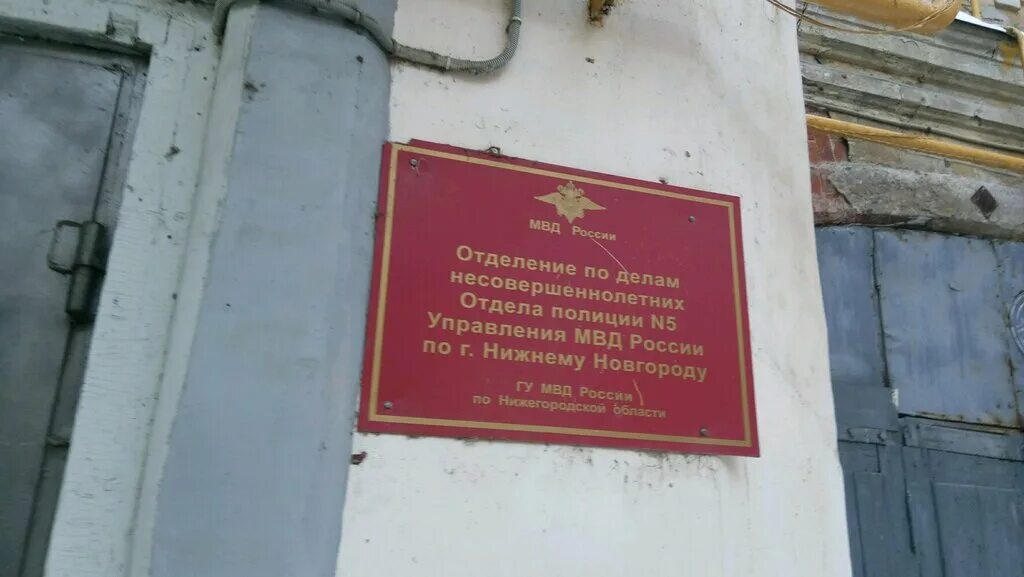 МВД России
Отделение по делам
несовершеннолетних
Отдела полиции N5
Управления МВД России
по г. Нижнему Новгороду
ГУ МВД России
по Нижегородской области